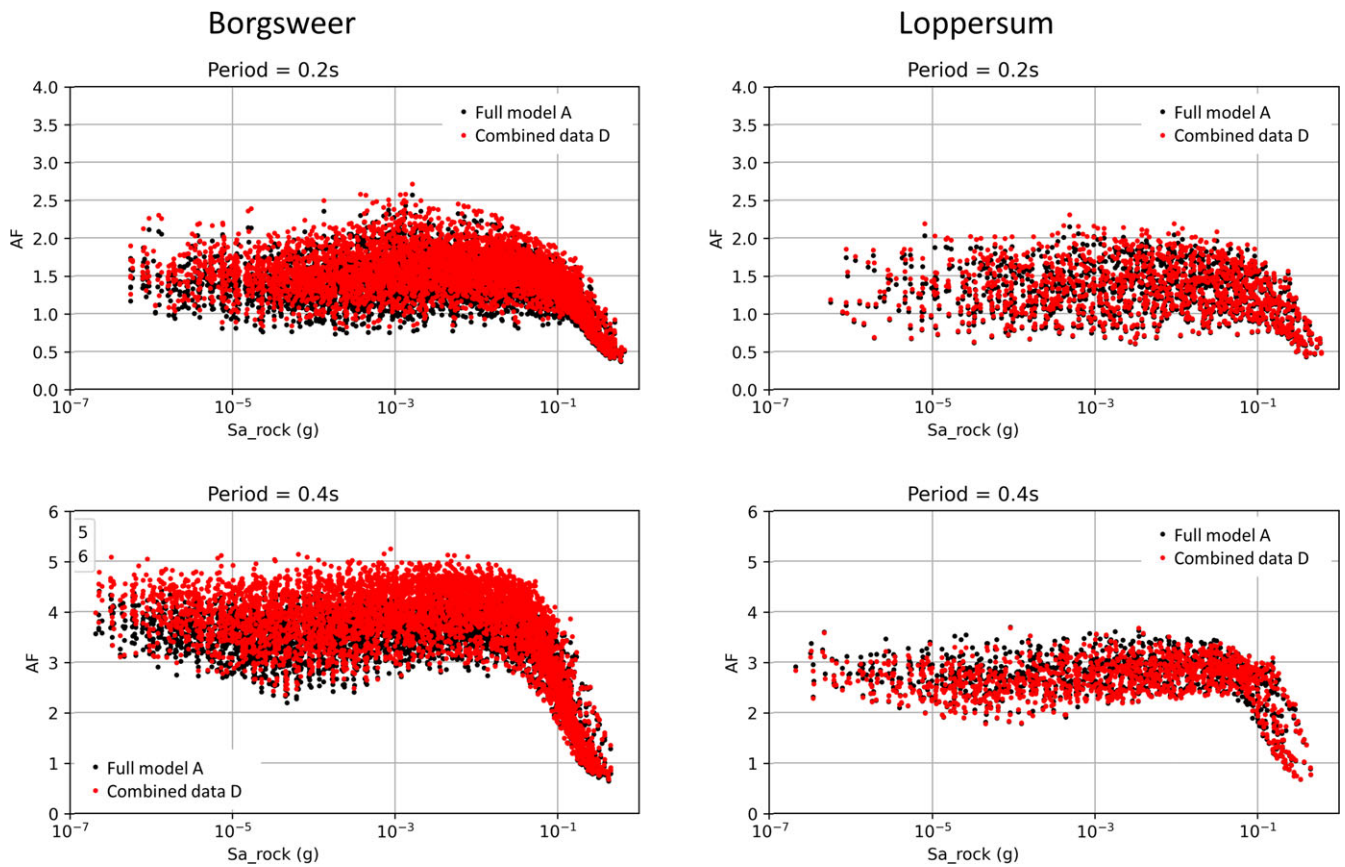 Borgsweer
Loppersum
Period = 0.2s
4.0
3.5
3.0
2.5
2.0
1.5
1.0
0.5
0.0
AF
Full model A
Combined data D
10⁻⁷
10⁻⁵
10⁻³
10⁻¹
Sa_rock (g)
Period = 0.2s
4.0
3.5
3.0
2.5
2.0
1.5
1.0
0.5
0.0
AF
Full model A
Combined data D
10⁻⁷
10⁻⁵
10⁻³
10⁻¹
Sa_rock (g)
Period = 0.4s
6
5
4
3
2
1
0
AF
5
6
Full model A
Combined data D
10⁻⁷
10⁻⁵
10⁻³
10⁻¹
Sa_rock (g)
Period = 0.4s
6
5
4
3
2
1
0
AF
Full model A
Combined data D
10⁻⁷
10⁻⁵
10⁻³
10⁻¹
Sa_rock (g)